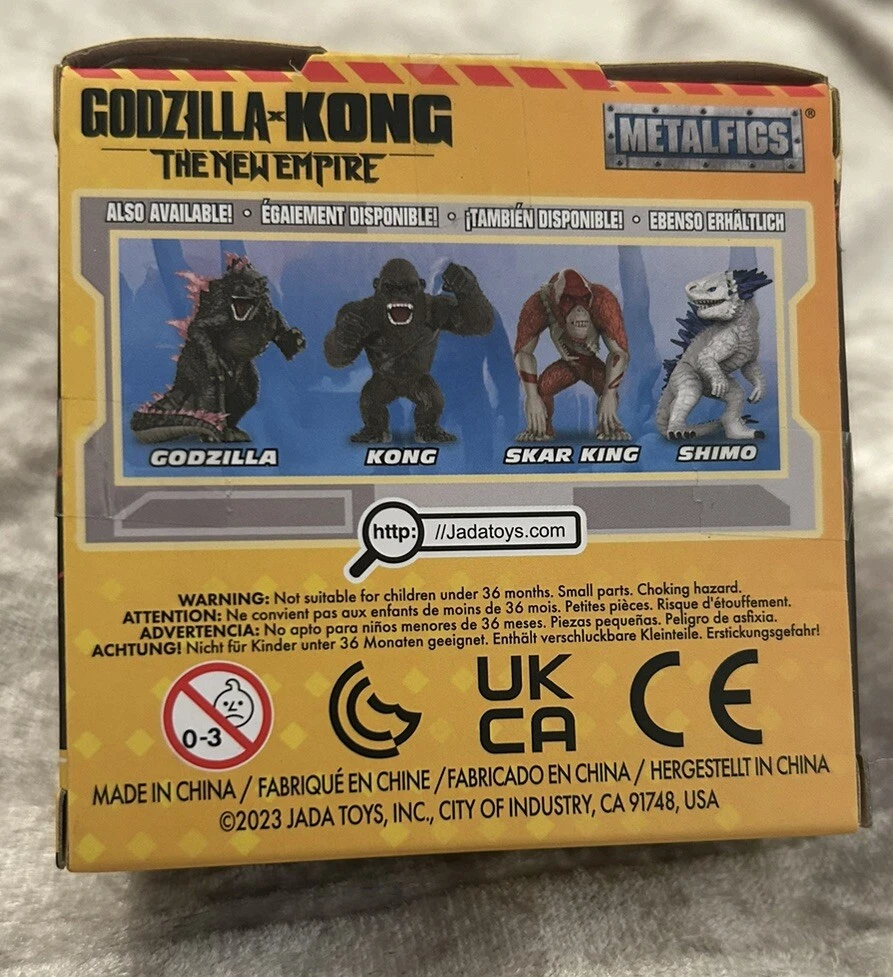 GODZILLA x KONG
THE NEW EMPIRE
METALFIGS®
ALSO AVAILABLE! • ÉGAIEMENT DISPONIBLE! • ¡TAMBIÉN DISPONIBLE! • EBENSO ERHÄLTLICH
GODZILLA KONG SKAR KING SHIMO
http: //Jadatoys.com
WARNING: Not suitable for children under 36 months. Small parts. Choking hazard.
ATTENTION: Ne convient pas aux enfants de moins de 36 mois. Petites pièces. Risque d'étouffement.
ADVERTENCIA: No apto para niños menores de 36 meses. Piezas pequeñas. Peligro de asfixia.
ACHTUNG! Nicht für Kinder unter 36 Monaten geeignet. Enthält verschluckbare Kleinteile. Erstickungsgefahr!
0-3
UK
CA
CE
MADE IN CHINA / FABRIQUÉ EN CHINE / FABRICADO EN CHINA / HERGESTELLT IN CHINA
©2023 JADA TOYS, INC., CITY OF INDUSTRY, CA 91748, USA